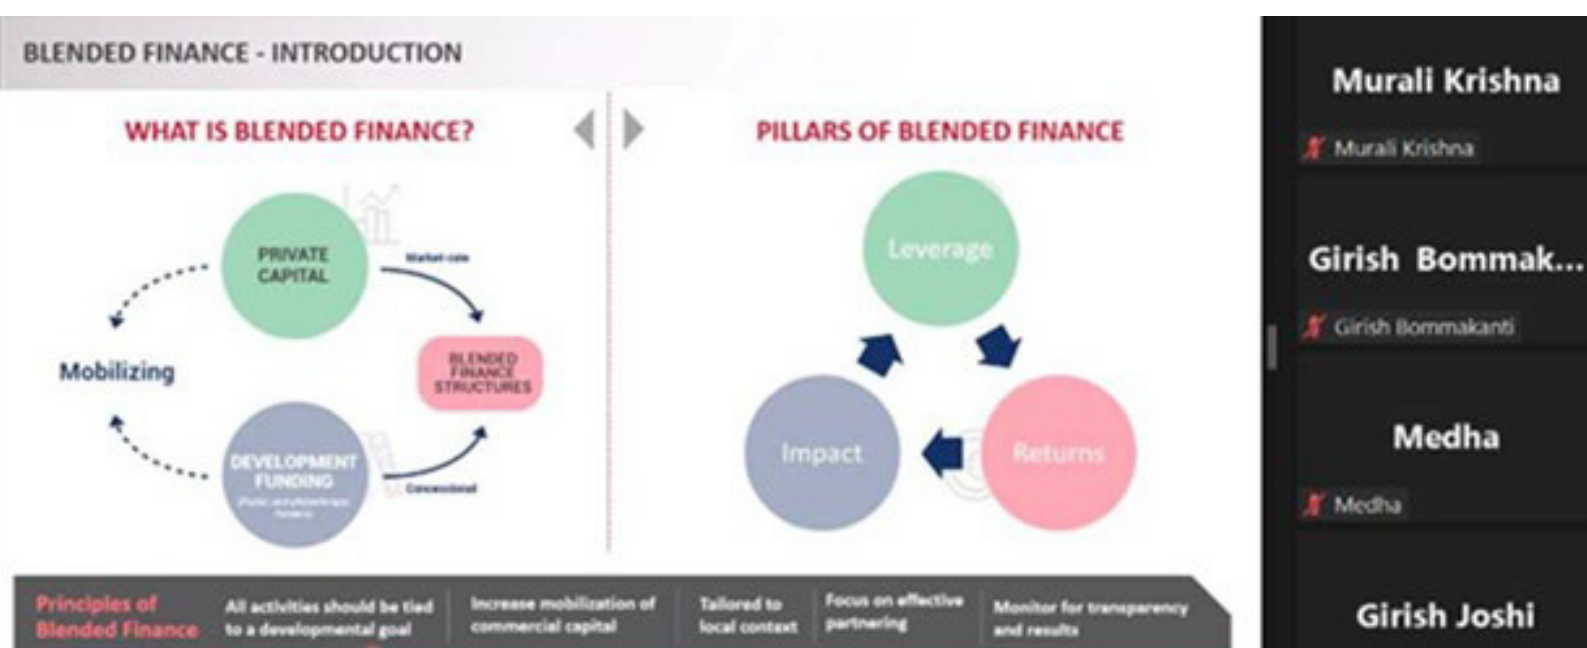 BLENDED FINANCE - INTRODUCTION
WHAT IS BLENDED FINANCE?
PRIVATE
CAPITAL
Market-rate
Mobilizing
BLENDED
FINANCE
STRUCTURES
DEVELOPMENT
FUNDING
Concessional
PILLARS OF BLENDED FINANCE
Leverage
Impact
Returns
Principles of
Blended Finance
All activities should be tied
to a developmental goal
Increase mobilization of
commercial capital
Tailored to
local context
Focus on effective
partnering
Monitor for transparency
and results
Murali Krishna
Murali Krishna
Girish Bommak...
Girish Bommakanti
Medha
Medha
Girish Joshi